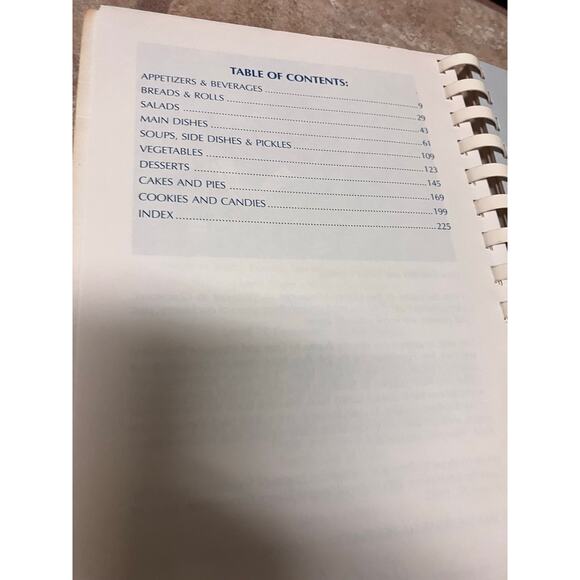 TABLE OF CONTENTS:
APPETIZERS & BEVERAGES 9
BREADS & ROLLS 29
SALADS 43
MAIN DISHES 61
SOUPS, SIDE DISHES & PICKLES 109
VEGETABLES 123
DESSERTS 145
CAKES AND PIES 169
COOKIES AND CANDIES 199
INDEX 225